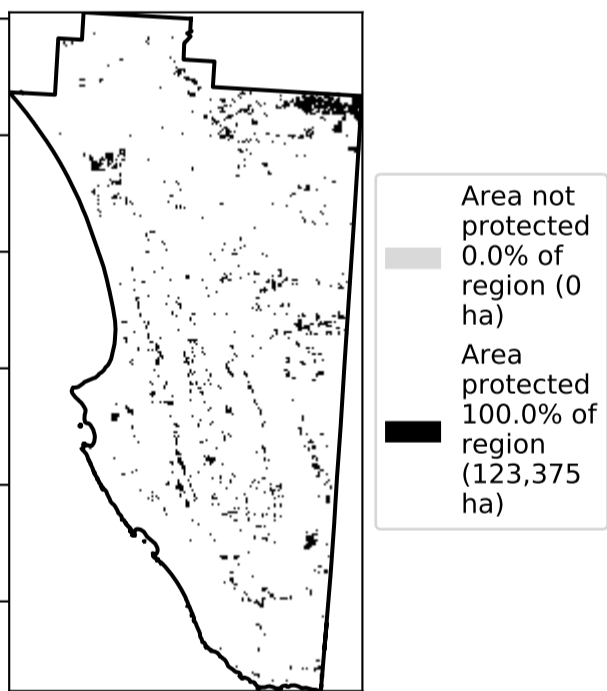 Area not
protected
0.0% of
region (0
ha)
Area
protected
100.0% of
region
(123,375
ha)